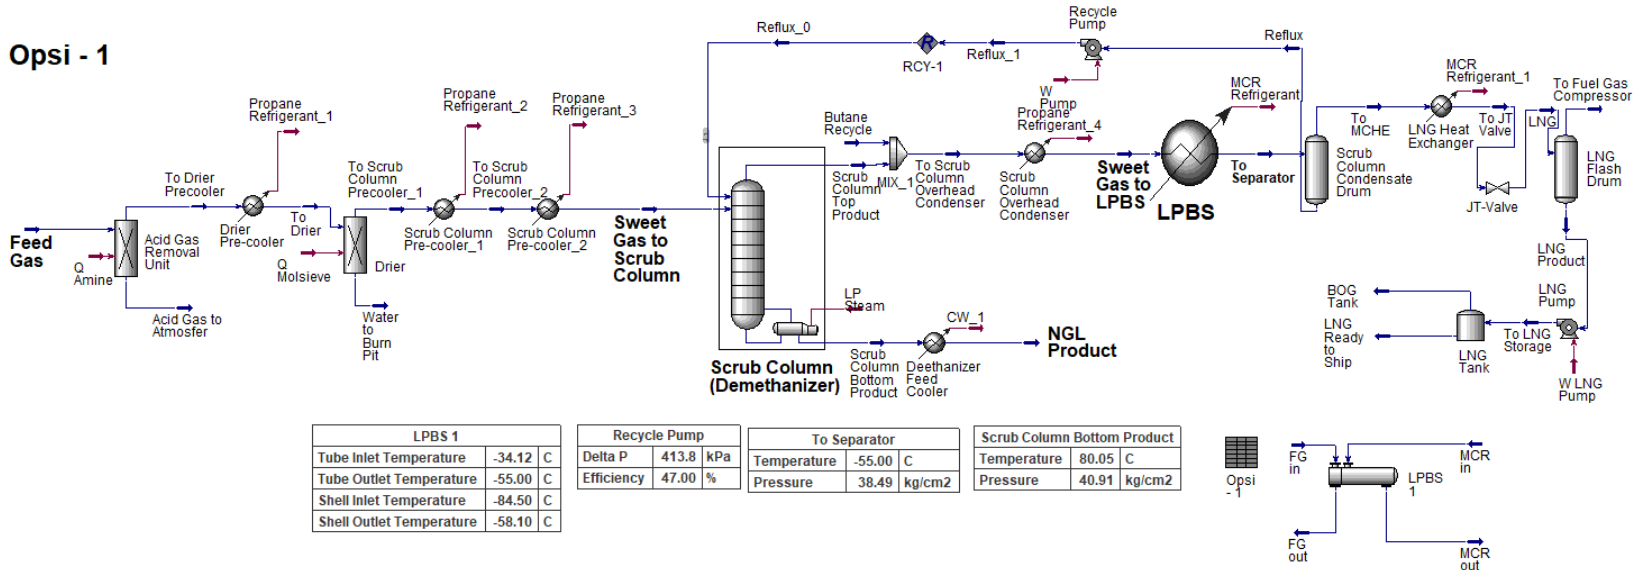 Opsi - 1
Reflux_0
RCY-1
Reflux_1
Recycle
Pump
Reflux
W
Pump
Propane
Refrigerant_1
Propane
Refrigerant_2
Propane
Refrigerant_3
Butane
Recycle
Propane
Refrigerant_4
MCR
Refrigerant
MCR
Refrigerant_1
To Fuel Gas
Compressor
Feed
Gas
Q
Amine
Acid Gas
Removal
Unit
Acid Gas to
Atmosfer
To Drier
Precooler
Drier
Pre-cooler
To
Drier
Q
Molsieve
Drier
Water
to
Burn
Pit
To Scrub
Column
Precooler_1
Scrub Column
Pre-cooler_1
To Scrub
Column
Precooler_2
Scrub Column
Pre-cooler_2
Sweet
Gas to
Scrub
Column
Scrub
Column
Top
Product
MIX_1
To Scrub
Column
Overhead
Condenser
Scrub
Column
Overhead
Condenser
Sweet
Gas to
LPBS
LPBS
To
Separator
Scrub
Column
Condensate
Drum
To
MCHE
LNG Heat
Exchanger
To JT
Valve
JT-Valve
LNG
LNG
Flash
Drum
LNG
Product
LNG
Pump
W LNG
Pump
To LNG
Storage
LNG
Tank
BOG
Tank
LNG
Ready
to
Ship
LP
Steam
Scrub Column
(Demethanizer)
Scrub
Column
Bottom
Product
CW_1
Deethanizer
Feed
Cooler
NGL
Product
LPBS 1
Tube Inlet Temperature -34.12 C
Tube Outlet Temperature -55.00 C
Shell Inlet Temperature -84.50 C
Shell Outlet Temperature -58.10 C
Recycle Pump
Delta P 413.8 kPa
Efficiency 47.00 %
To Separator
Temperature -55.00 C
Pressure 38.49 kg/cm2
Scrub Column Bottom Product
Temperature 80.05 C
Pressure 40.91 kg/cm2
Opsi
- 1
FG
in
MCR
in
LPBS
1
FG
out
MCR
out